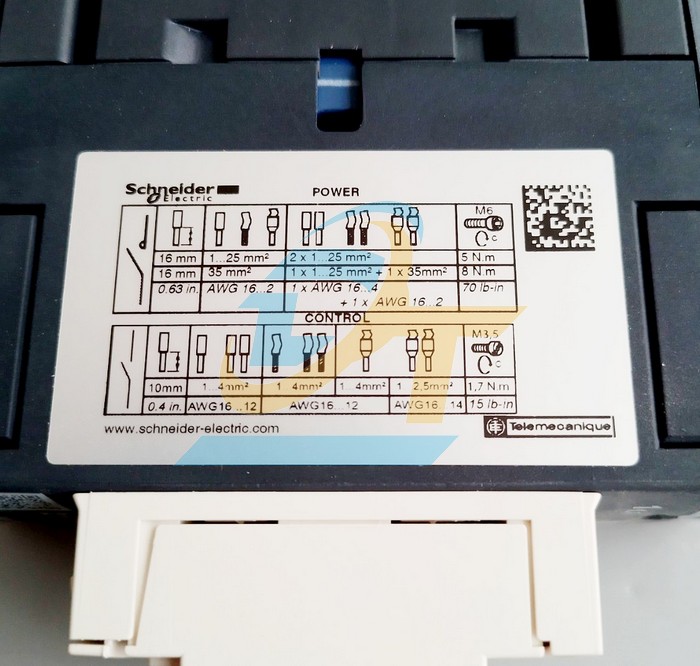 Schneider
Electric
POWER
M6
C
16 mm 1...25 mm² 2 x 1...25 mm² 5 N.m
16 mm 35 mm² 1 x 1...25 mm² + 1 x 35mm² 8 N.m
0.63 in. AWG 16...2 1 x AWG 16...4 70 lb-in
+ 1 x AWG 16...2
CONTROL
M3,5
C
10mm 1...4mm² 1...4mm² 1...4mm² 1...2,5mm² 1,7 N.m
0.4 in. AWG16...12 AWG16...12 AWG16...14 15 lb-in
www.schneider-electric.com Telemecanique